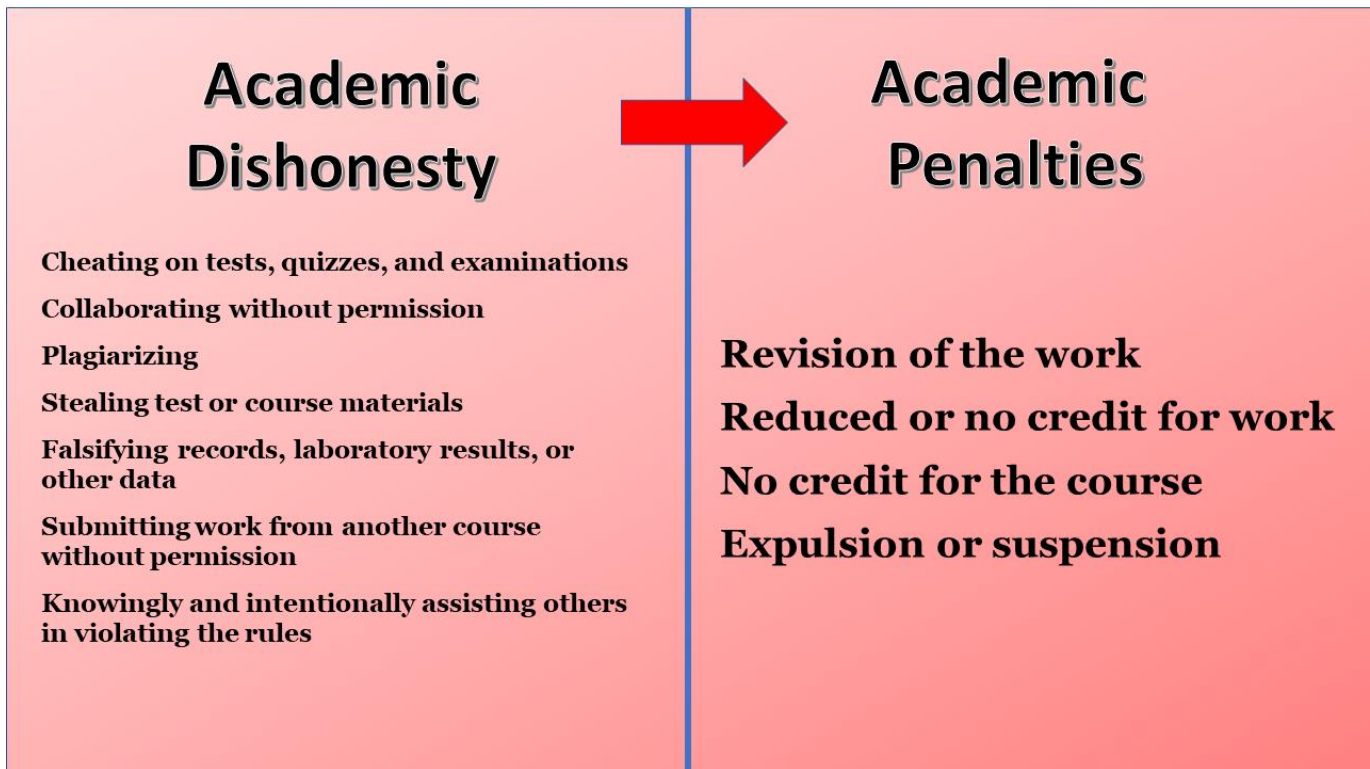 Academic
Dishonesty
Cheating on tests, quizzes, and examinations
Collaborating without permission
Plagiarizing
Stealing test or course materials
Falsifying records, laboratory results, or
other data
Submitting work from another course
without permission
Knowingly and intentionally assisting others
in violating the rules
Academic
Penalties
Revision of the work
Reduced or no credit for work
No credit for the course
Expulsion or suspension